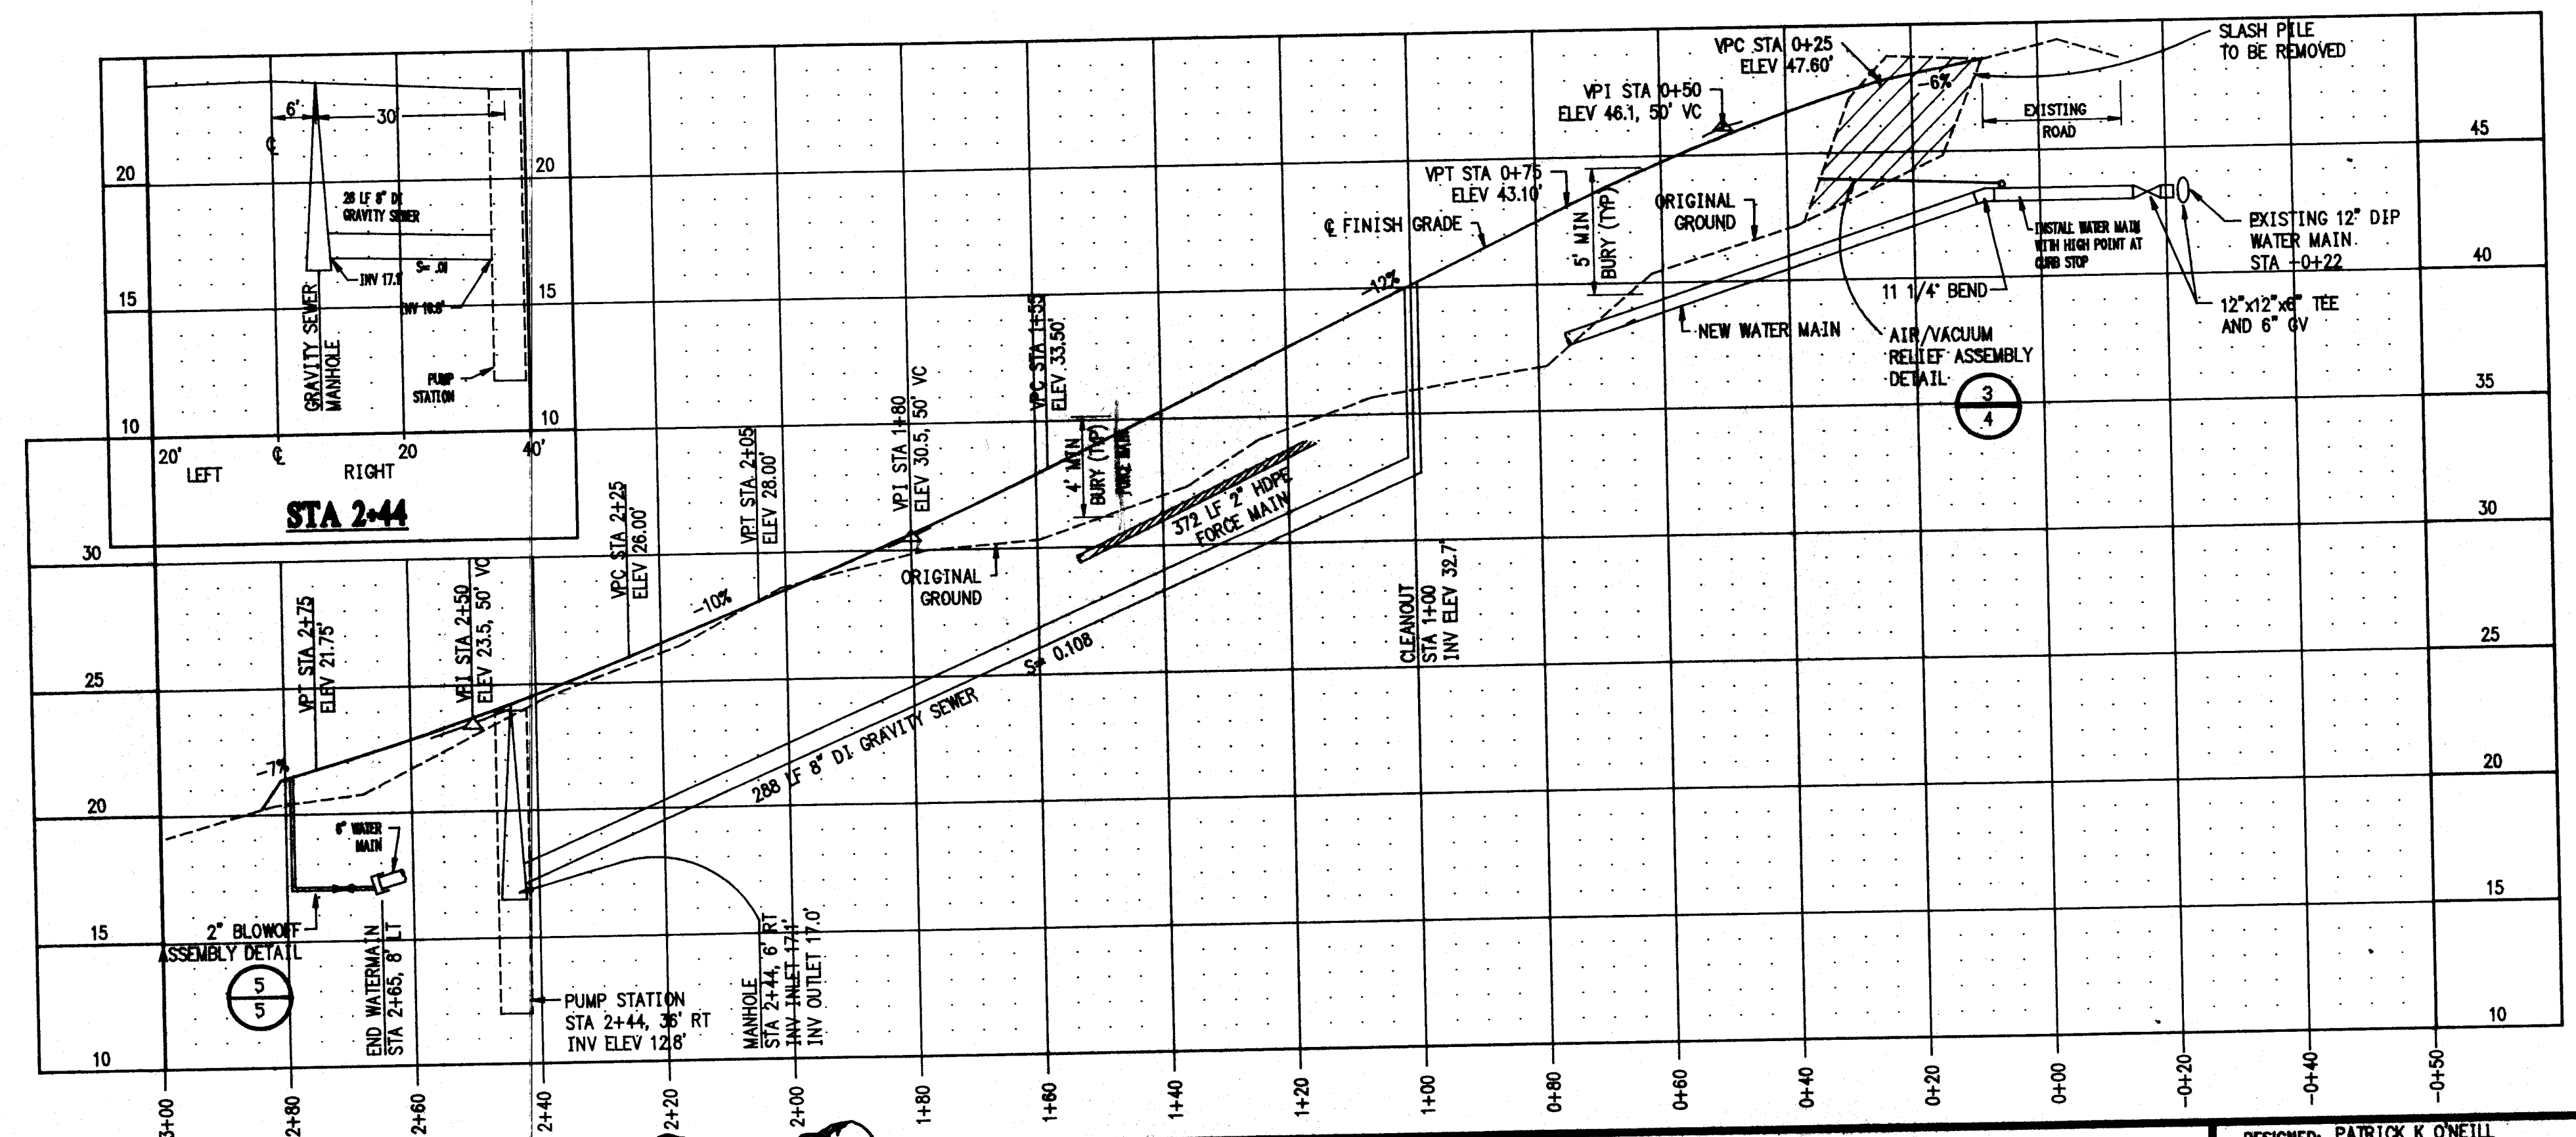 SLASH PILE
TO BE REMOVED
VPC STA 0+25
ELEV 47.60'
-6%
VPI STA 0+50
ELEV 46.1, 50' VC
EXISTING
ROAD
45
VPT STA 0+75
ELEV 43.10'
5' MIN
BURY (TYP)
ORIGINAL
GROUND
℄ FINISH GRADE
INSTALL WATER MAIN
WITH HIGH POINT AT
CURB STOP
EXISTING 12" DIP
WATER MAIN
STA -0+22
40
11 1/4° BEND
12"x12"x6" TEE
AND 6" GV
NEW WATER MAIN
AIR/VACUUM
RELIEF ASSEMBLY
DETAIL
3
4
35
-12%
6'
30'
℄
20
20
28 LF 8" DI
GRAVITY SEWER
INV 17.1'
S= .01
15
15
GRAVITY SEWER
MANHOLE
PUMP
STATION
10
10
20'
℄
20
40'
LEFT
RIGHT
STA 2+44
VPC STA 1+55
ELEV 33.50'
4' MIN
BURY (TYP)
FORCE MAIN
VPI STA 1+80
ELEV 30.5, 50' VC
VPT STA 2+05
ELEV 28.00'
VPC STA 2+25
ELEV 26.00'
372 LF 2" HDPE
FORCE MAIN
30
30
ORIGINAL
GROUND
-10%
CLEANOUT
STA 1+00
INV ELEV 32.7'
VPT STA 2+75
ELEV 21.75'
VPI STA 2+50
ELEV 23.5, 50' VC
S= 0.108
25
25
288 LF 8" DI GRAVITY SEWER
-7%
20
20
6" WATER
MAIN
15
15
2" BLOWOFF
ASSEMBLY DETAIL
5
5
END WATERMAIN
STA 2+65, 8' LT
PUMP STATION
STA 2+44, 36' RT
INV ELEV 12.8'
MANHOLE
STA 2+44, 6' RT
INV INLET 17.1'
INV OUTLET 17.0'
10
10
3+00
2+80
2+60
2+40
2+20
2+00
1+80
1+60
1+40
1+20
1+00
0+80
0+60
0+40
0+20
0+00
-0+20
-0+40
-0+50
DESIGNED: PATRICK K O'NEILL